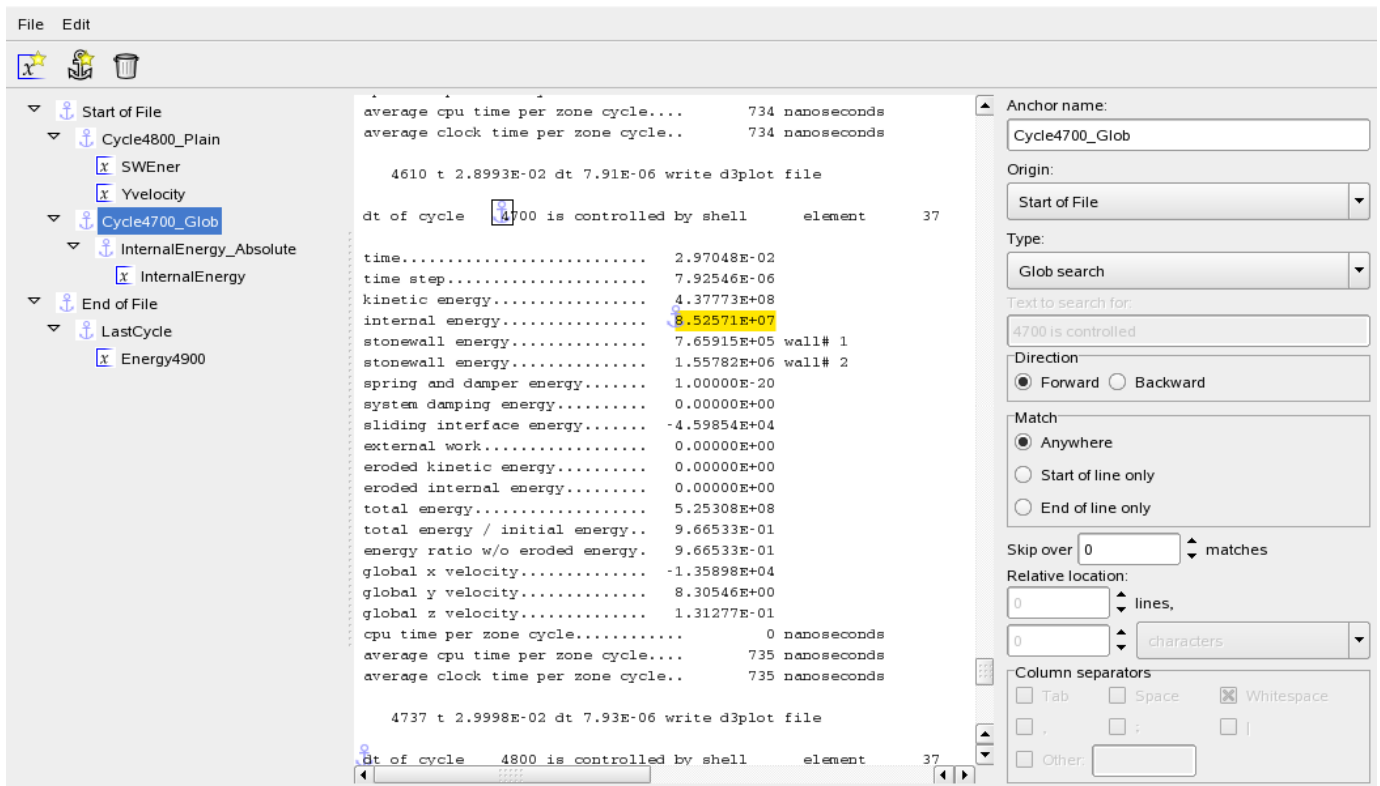 File Edit
Start of File
Cycle4800_Plain
x SWEner
x Yvelocity
Cycle4700_Glob
InternalEnergy_Absolute
x InternalEnergy
End of File
LastCycle
x Energy4900
average cpu time per zone cycle.... 734 nanoseconds
average clock time per zone cycle.. 734 nanoseconds
4610 t 2.8993E-02 dt 7.91E-06 write d3plot file
dt of cycle 4700 is controlled by shell element 37
time........................... 2.97048E-02
time step...................... 7.92546E-06
kinetic energy................. 4.37773E+08
internal energy................ 8.52571E+07
stonewall energy............... 7.65915E+05 wall# 1
stonewall energy............... 1.55782E+06 wall# 2
spring and damper energy....... 1.00000E-20
system damping energy.......... 0.00000E+00
sliding interface energy....... -4.59854E+04
external work.................. 0.00000E+00
eroded kinetic energy.......... 0.00000E+00
eroded internal energy......... 0.00000E+00
total energy................... 5.25308E+08
total energy / initial energy.. 9.66533E-01
energy ratio w/o eroded energy. 9.66533E-01
global x velocity.............. -1.35898E+04
global y velocity.............. 8.30546E+00
global z velocity.............. 1.31277E-01
cpu time per zone cycle............ 0 nanoseconds
average cpu time per zone cycle.... 735 nanoseconds
average clock time per zone cycle.. 735 nanoseconds
4737 t 2.9998E-02 dt 7.93E-06 write d3plot file
dt of cycle 4800 is controlled by shell element 37
Anchor name:
Cycle4700_Glob
Origin:
Start of File
Type:
Glob search
Text to search for:
4700 is controlled
Direction
Forward Backward
Match
Anywhere
Start of line only
End of line only
Skip over 0 matches
Relative location:
0 lines,
0 characters
Column separators
Tab Space Whitespace
, ; |
Other: